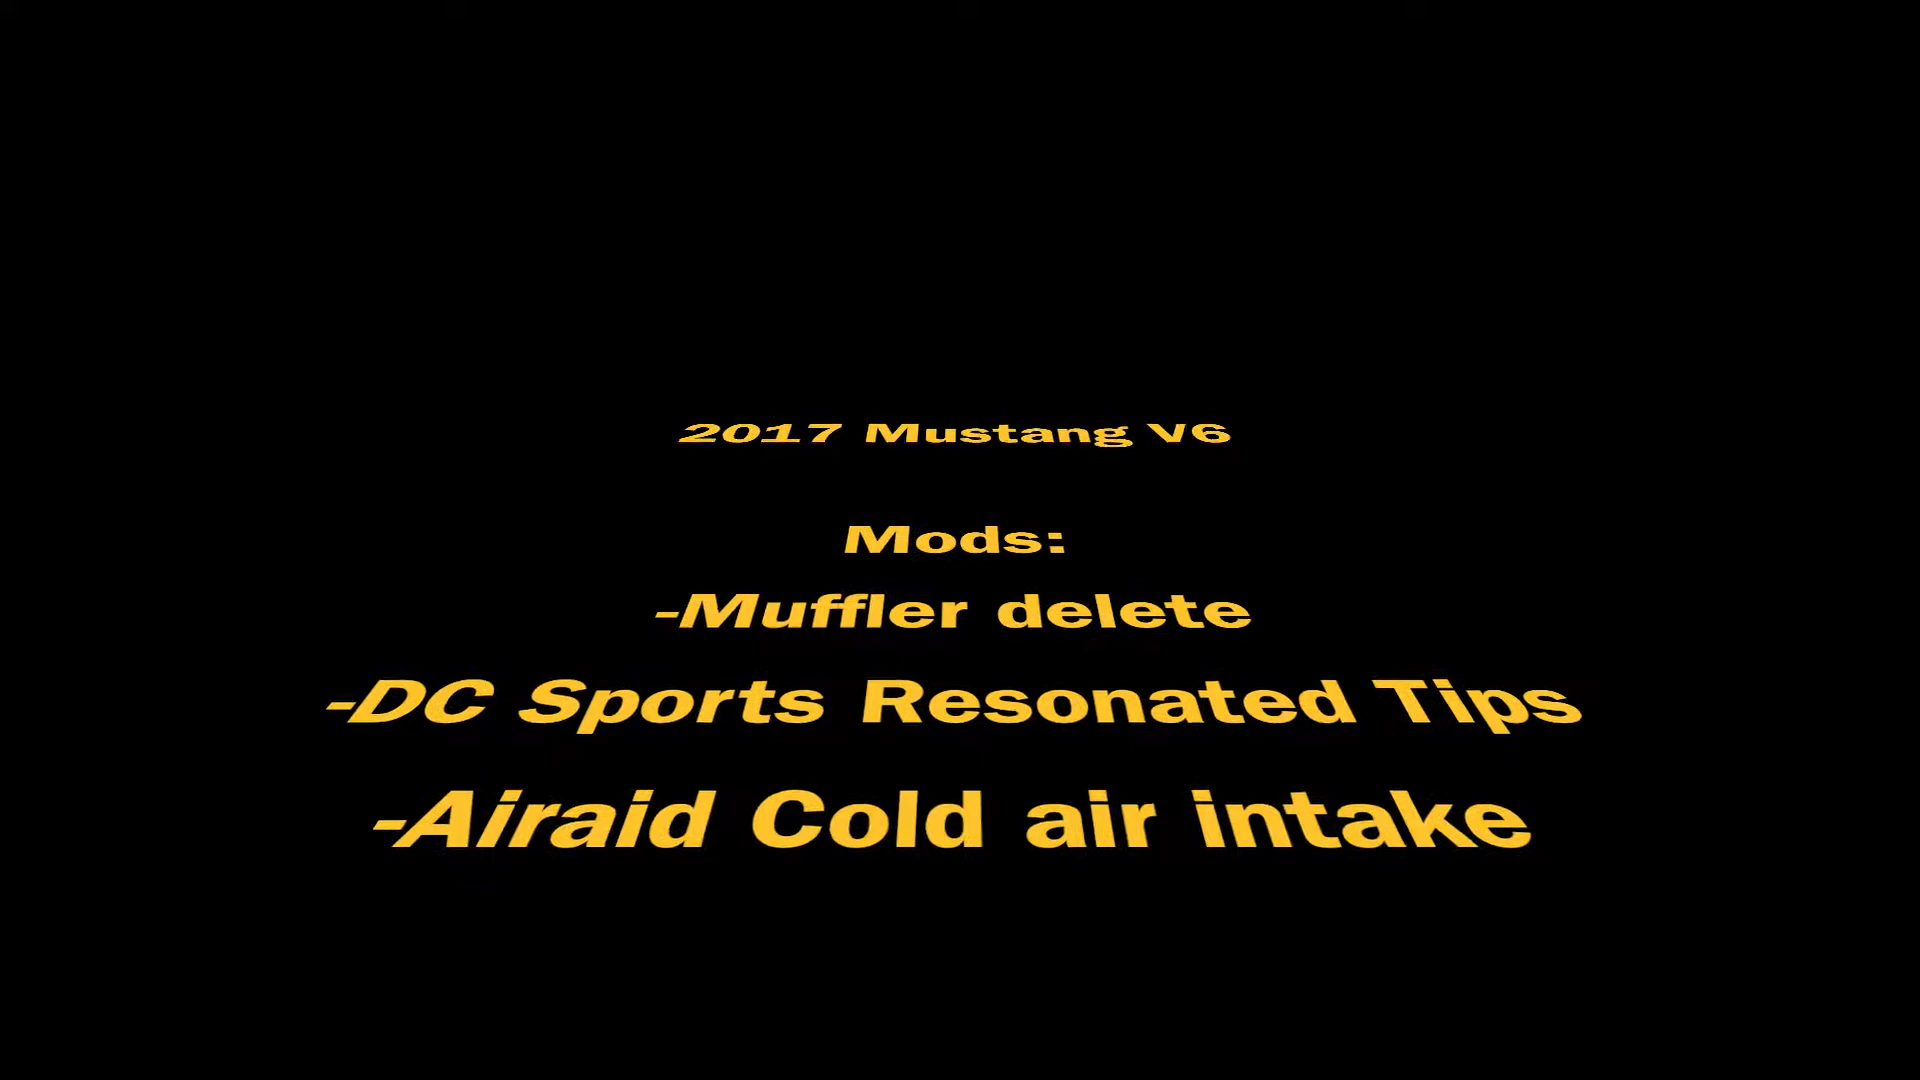 2017 Mustang V6
Mods:
-Muffler delete
-DC Sports Resonated Tips
-Airaid Cold air intake